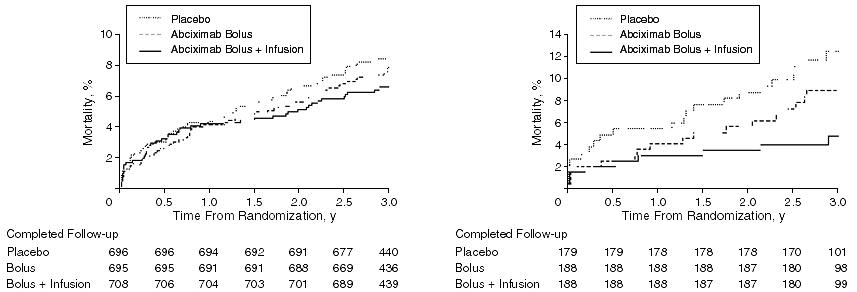 Placebo
Abciximab Bolus
Abciximab Bolus + Infusion
10
8
6
4
2
Mortality, %
0 0.5 1.0 1.5 2.0 2.5 3.0
Time From Randomization, y
Completed Follow-up
Placebo 696 696 694 692 691 677 440
Bolus 695 695 691 691 688 669 436
Bolus + Infusion 708 706 704 703 701 689 439
Placebo
Abciximab Bolus
Abciximab Bolus + Infusion
14
12
10
8
6
4
2
Mortality, %
0 0.5 1.0 1.5 2.0 2.5 3.0
Time From Randomization, y
Completed Follow-up
Placebo 179 179 178 178 178 170 101
Bolus 188 188 188 188 187 180 98
Bolus + Infusion 188 188 188 187 187 180 99